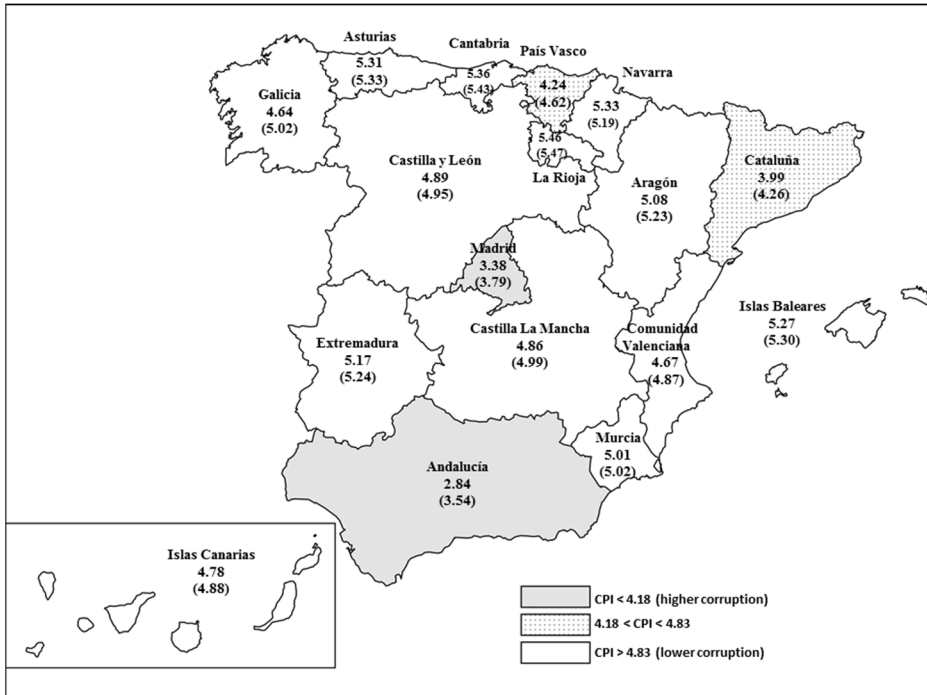 Asturias
5.31
(5.33)
Cantabria
5.36
(5.43)
País Vasco
4.24
(4.62)
Navarra
5.33
(5.19)
Galicia
4.64
(5.02)
5.46
(5.47)
La Rioja
Castilla y León
4.89
(4.95)
Aragón
5.08
(5.23)
Cataluña
3.99
(4.26)
Madrid
3.38
(3.79)
Islas Baleares
5.27
(5.30)
Extremadura
5.17
(5.24)
Castilla La Mancha
4.86
(4.99)
Comunidad
Valenciana
4.67
(4.87)
Murcia
5.01
(5.02)
Andalucía
2.84
(3.54)
Islas Canarias
4.78
(4.88)
CPI < 4.18 (higher corruption)
4.18 < CPI < 4.83
CPI > 4.83 (lower corruption)